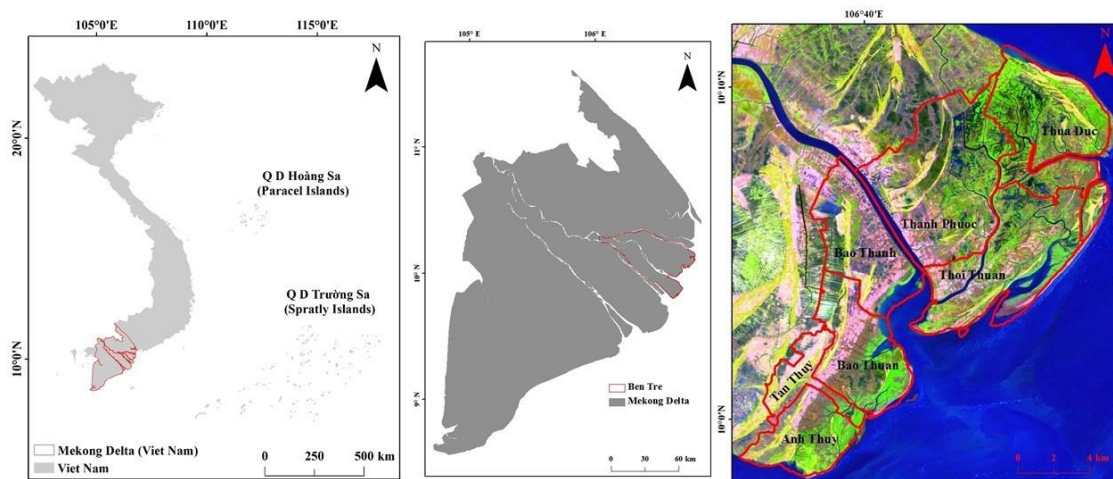 105°0'E 110°0'E 115°0'E
N
20°0'N
Q D Hoàng Sa
(Paracel Islands)
Q D Trường Sa
(Spratly Islands)
10°0'N
Mekong Delta (Viet Nam)
Viet Nam
0 250 500 km
105°E 106°E
N
11°N
10°N
9°N
Ben Tre
Mekong Delta
0 30 60 km
106°40'E
N
10°10'N
Thua Duc
Thanh Phuoc
Bao Thanh
Thoi Thuan
Bao Thuan
Tan Thuy
Anh Thuy
10°0'N
0 2 4 km